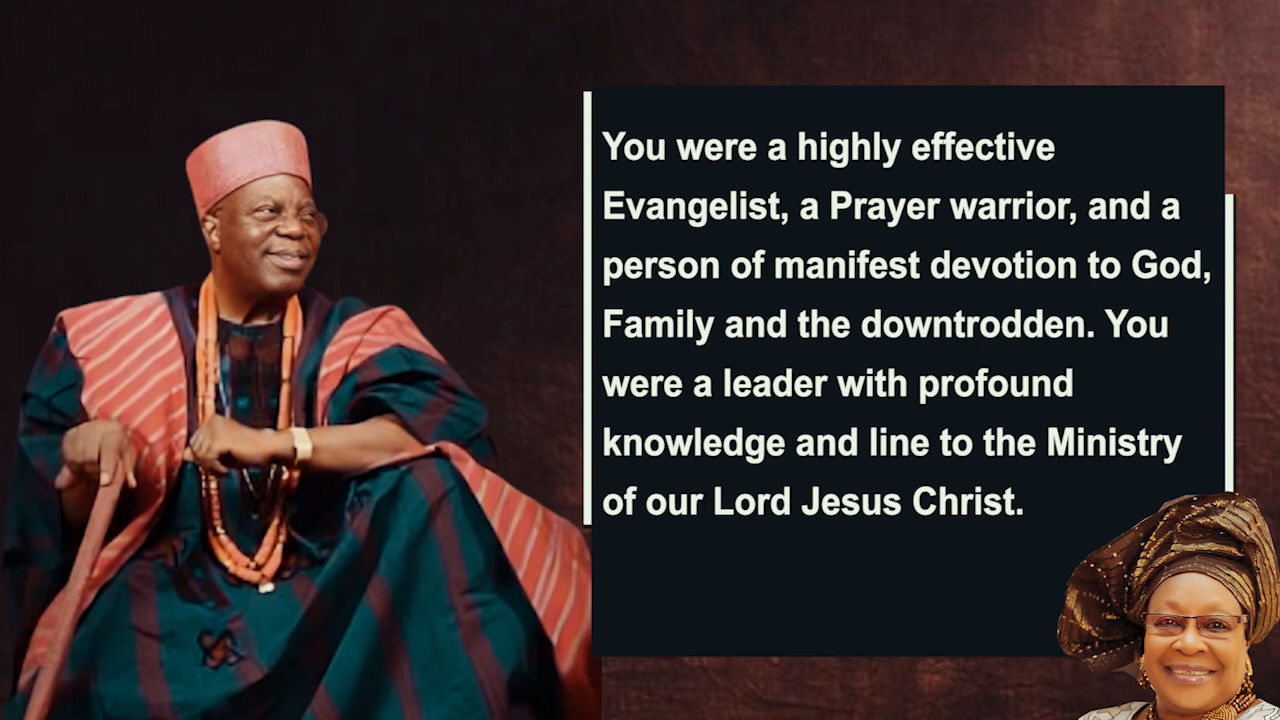 You were a highly effective
Evangelist, a Prayer warrior, and a
person of manifest devotion to God,
Family and the downtrodden. You
were a leader with profound
knowledge and line to the Ministry
of our Lord Jesus Christ.